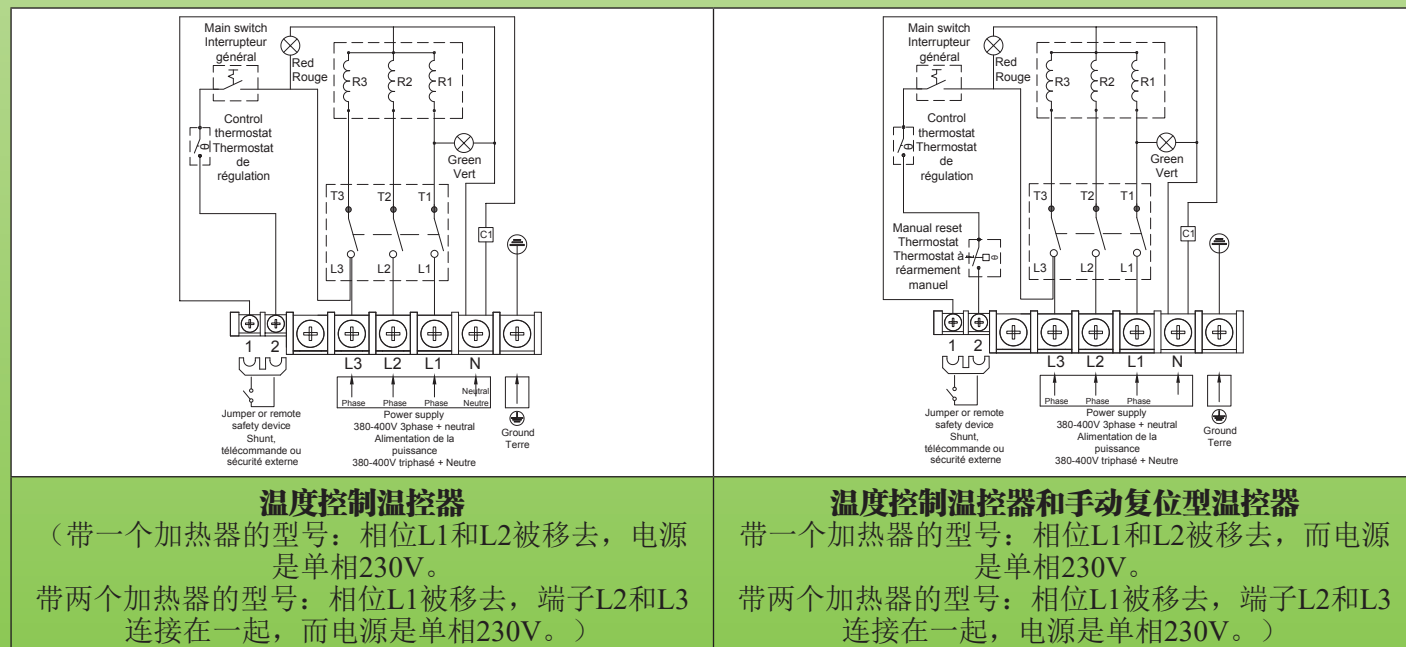 Main switch
Interrupteur
général
Red
Rouge
R3 R2 R1
Control
thermostat
Thermostat
de
régulation
θ
Green
Vert
T3 T2 T1
C1
L3 L2 L1
1 2
L3 L2 L1 N
Phase Phase Phase
Neutral
Neutre
Jumper or remote
safety device
Shunt,
télécommande ou
sécurité externe
Power supply
380-400V 3phase + neutral
Alimentation de la
puissance
380-400V triphasé + Neutre
Ground
Terre
温度控制温控器
（带一个加热器的型号：相位L1和L2被移去，电源
是单相230V。
带两个加热器的型号：相位L1被移去，端子L2和L3
连接在一起，而电源是单相230V。）
Main switch
Interrupteur
général
Red
Rouge
R3 R2 R1
Control
thermostat
Thermostat
de
régulation
θ
Green
Vert
T3 T2 T1
Manual reset
Thermostat
Thermostat à
réarmement
manuel
θ
C1
L3 L2 L1
1 2
L3 L2 L1 N
Phase Phase Phase
Jumper or remote
safety device
Shunt,
télécommande ou
sécurité externe
Power supply
380-400V 3phase + neutral
Alimentation de la
puissance
380-400V triphasé + Neutre
Ground
Terre
温度控制温控器和手动复位型温控器
带一个加热器的型号：相位L1和L2被移去，而电源
是单相230V。
带两个加热器的型号：相位L1被移去，端子L2和L3
连接在一起，电源是单相230V。）